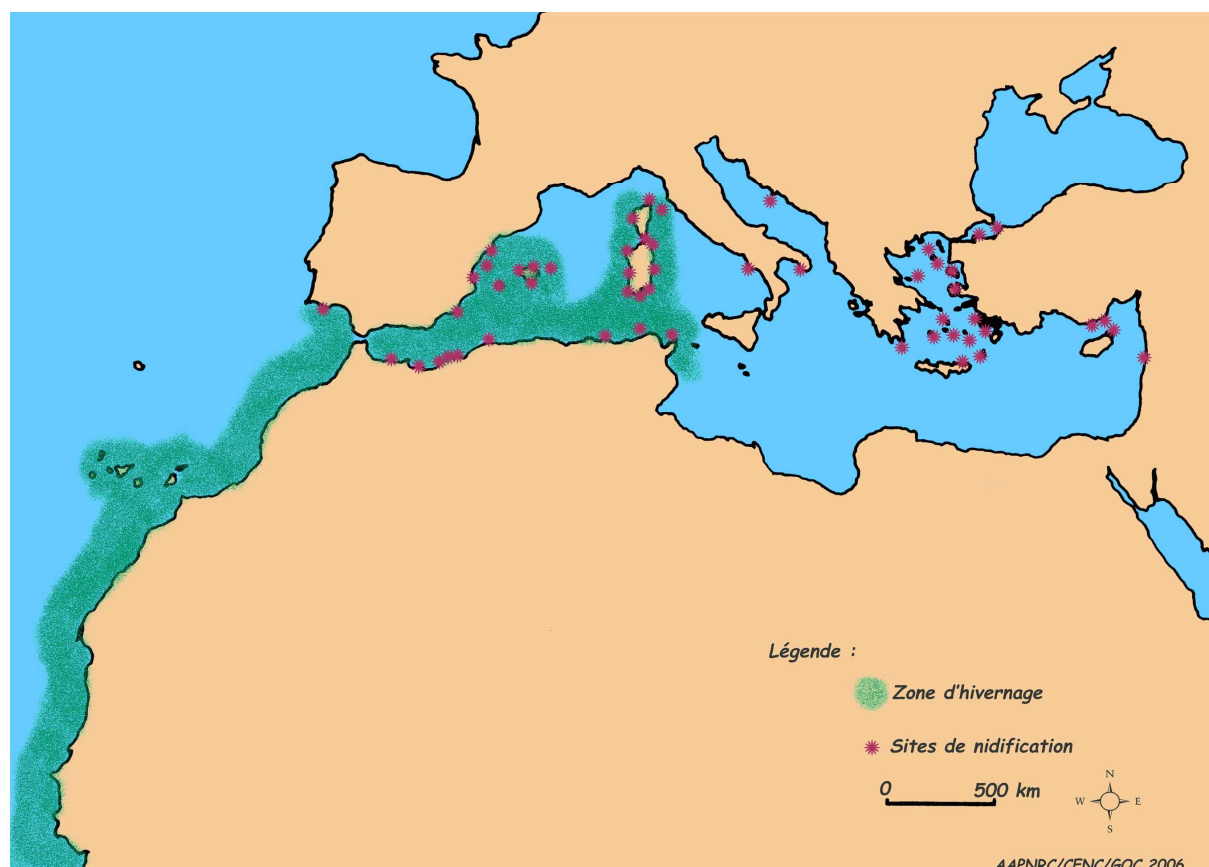 Légende :
Zone d'hivernage
Sites de nidification
0 500 km
N
W E
S
AAPNRC/CENC/GOC 2006